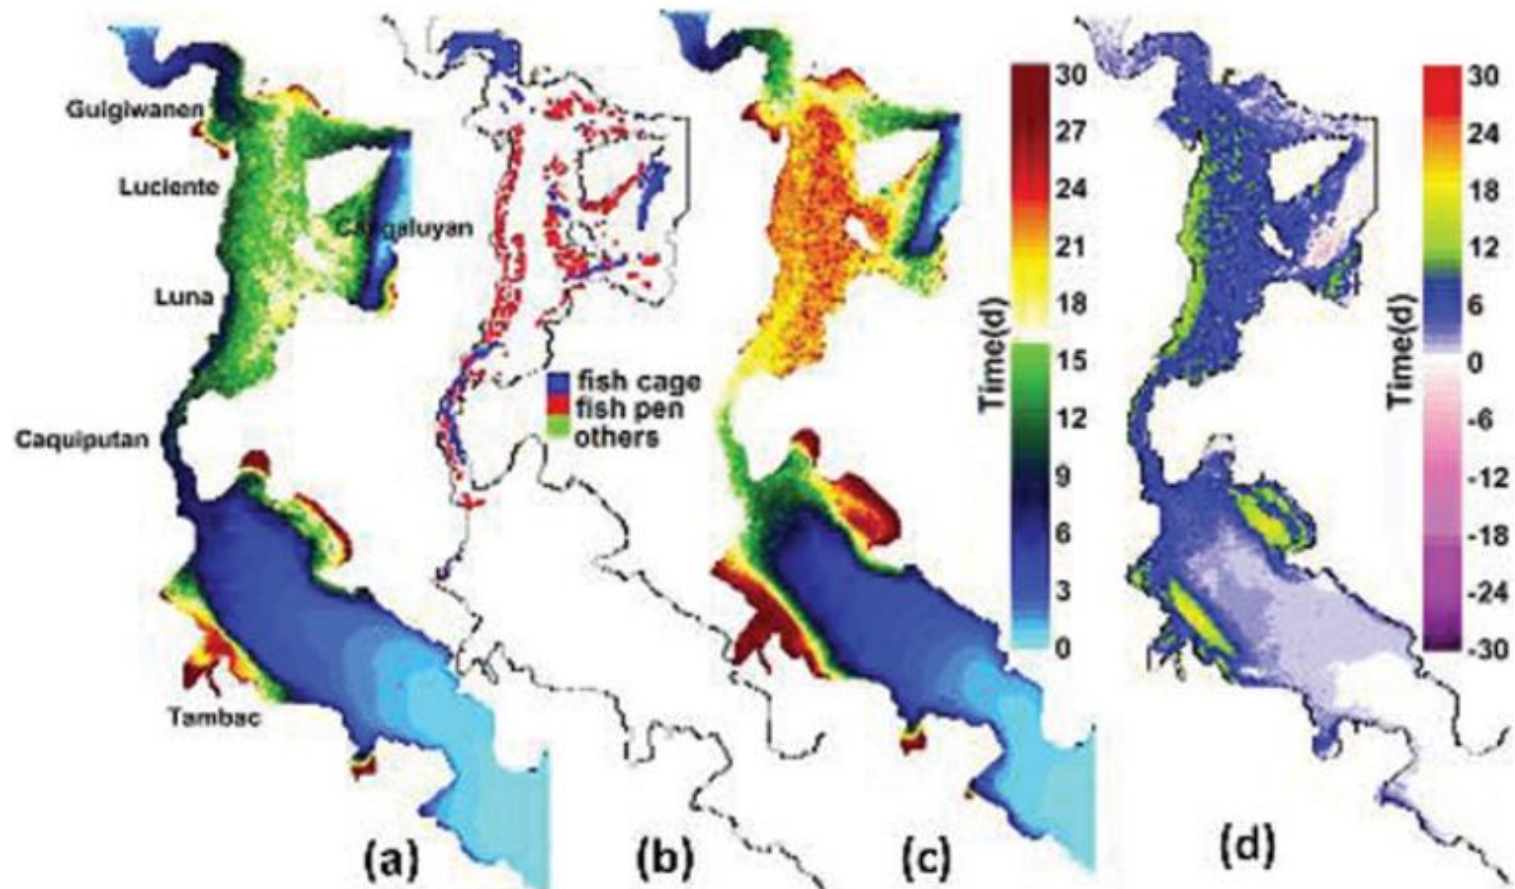 Guigiwanen
Luciente
Cangaluyan
Luna
Caquiputan
Tambac
fish cage
fish pen
others
Time(d)
30
27
24
21
18
15
12
9
6
3
0
Time(d)
30
24
18
12
6
0
-6
-12
-18
-24
-30
(a)
(b)
(c)
(d)